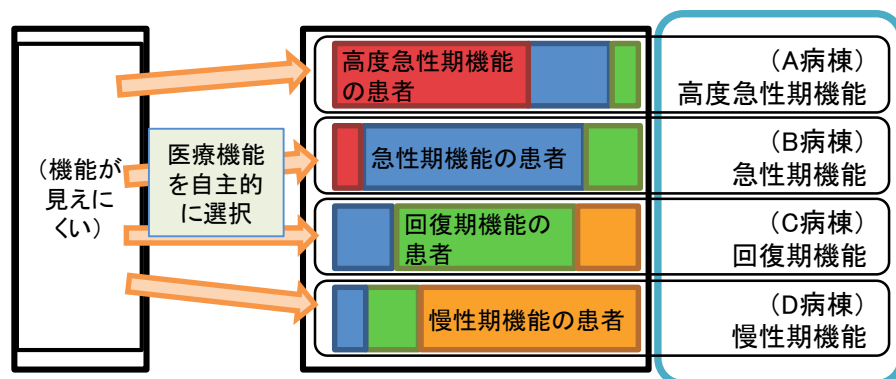 (機能が
見えに
くい)
医療機能
を自主的
に選択
高度急性期機能
の患者
(A病棟)
高度急性期機能
急性期機能の患者
(B病棟)
急性期機能
回復期機能の
患者
(C病棟)
回復期機能
慢性期機能の患者
(D病棟)
慢性期機能